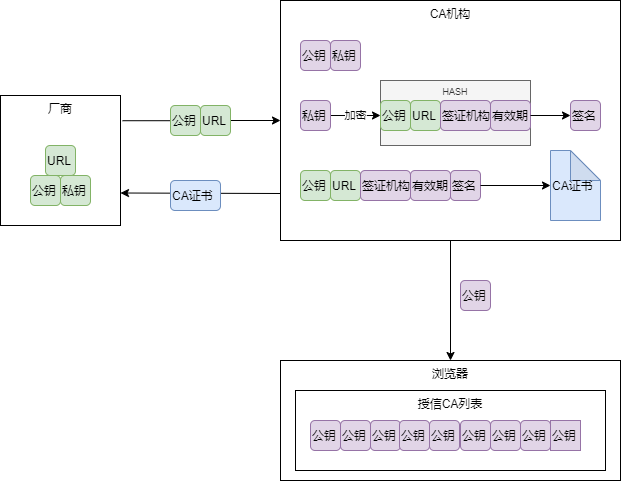 CA机构
公钥 私钥
HASH
私钥 加密 公钥 URL 签证机构 有效期 签名
公钥 URL 签证机构 有效期 签名 CA证书
厂商
URL
公钥 私钥
公钥 URL
CA证书
公钥
浏览器
授信CA列表
公钥 公钥 公钥 公钥 公钥 公钥 公钥 公钥 公钥